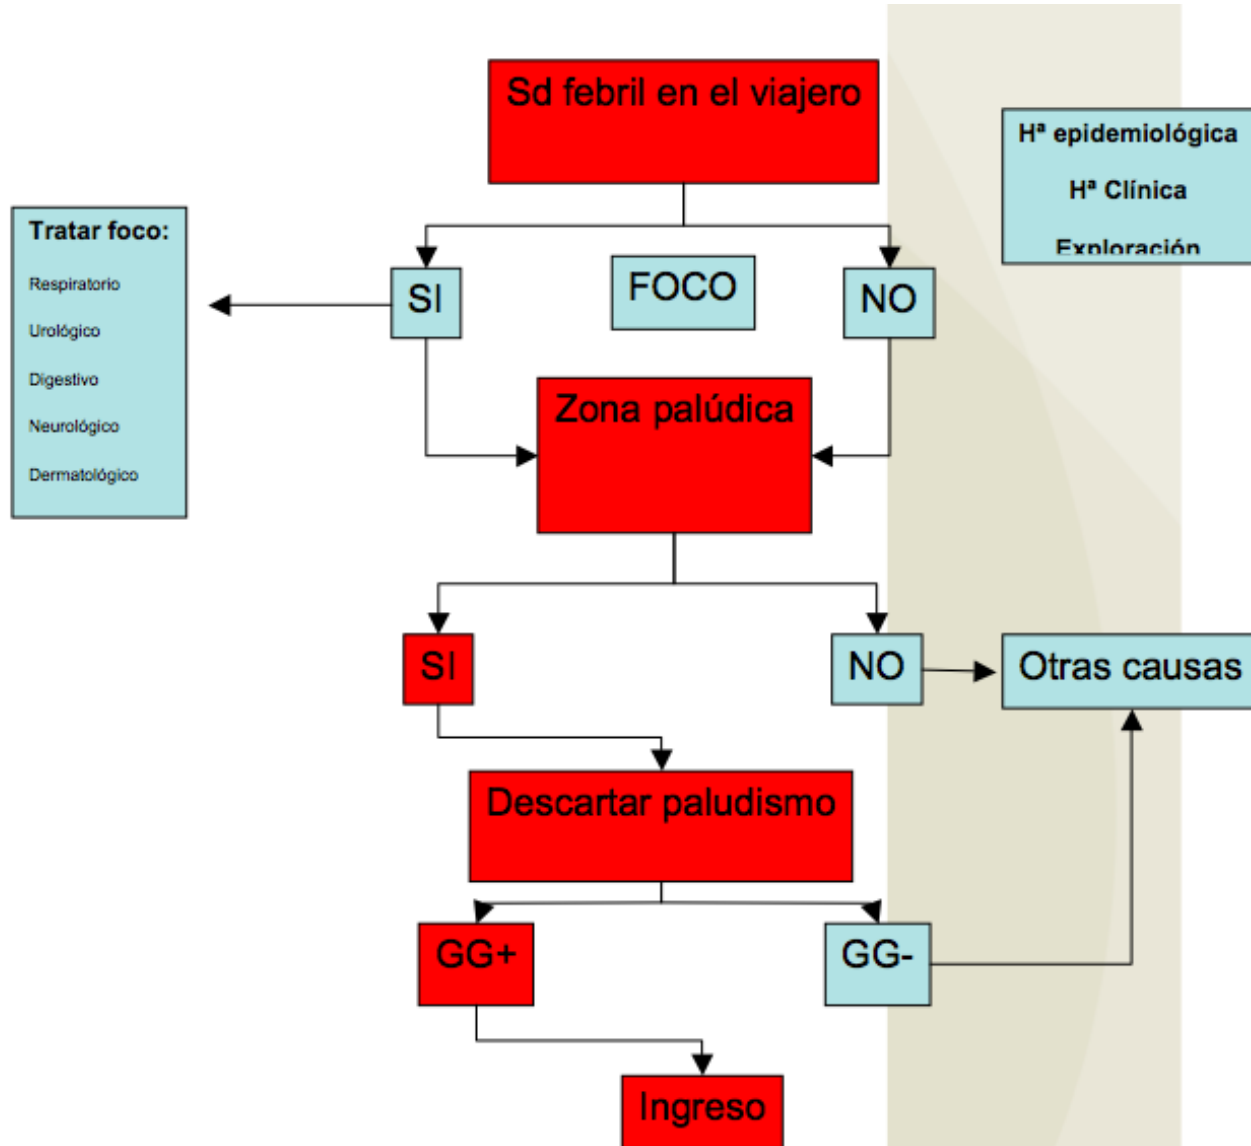 Sd febril en el viajero
Hª epidemiológica
Hª Clínica
Exploración
Tratar foco:
Respiratorio
Urológico
Digestivo
Neurológico
Dermatológico
SI
FOCO
NO
Zona palúdica
SI
NO
Otras causas
Descartar paludismo
GG+
GG-
Ingreso